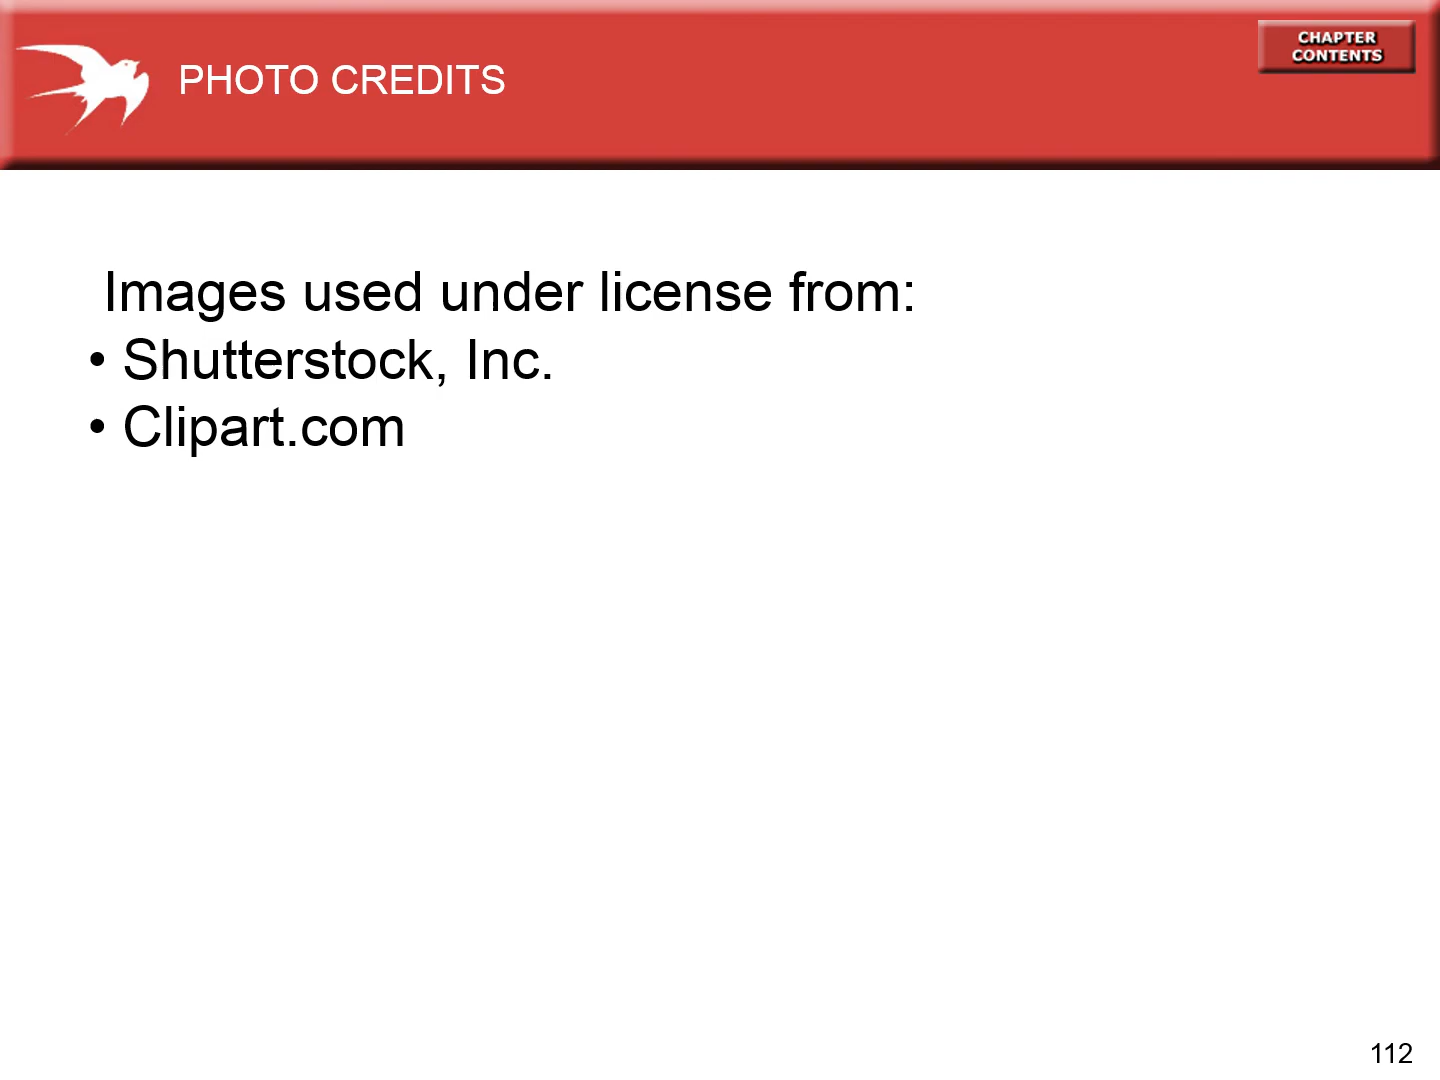 PHOTO CREDITS
CHAPTER
CONTENTS
Images used under license from:
• Shutterstock, Inc.
• Clipart.com
112